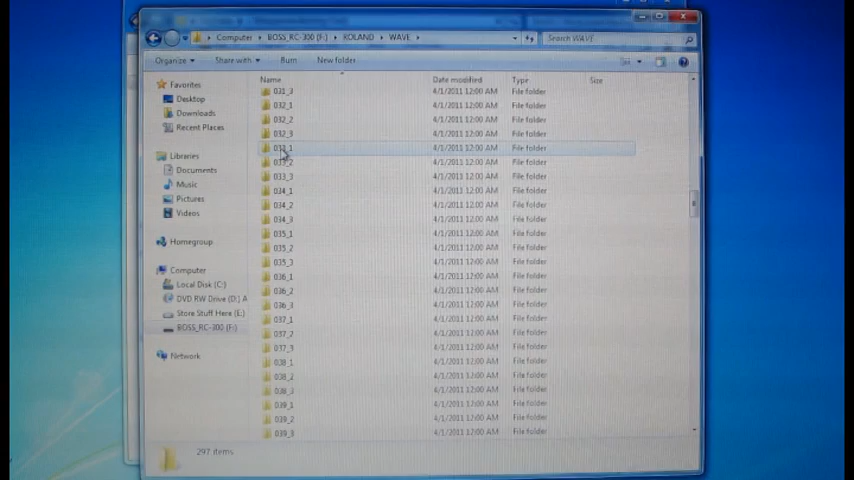 Computer ▸ BOSS_RC-300 (F:) ▸ ROLAND ▸ WAVE ▸
Search WAVE
Organize ▾ Share with ▾ Burn New folder
Name Date modified Type Size
Favorites
Desktop
Downloads
Recent Places
Libraries
Documents
Music
Pictures
Videos
Homegroup
Computer
Local Disk (C:)
DVD RW Drive (D:) A
Store Stuff Here (E:)
BOSS_RC-300 (F:)
Network
031_3 4/1/2011 12:00 AM File folder
032_1 4/1/2011 12:00 AM File folder
032_2 4/1/2011 12:00 AM File folder
032_3 4/1/2011 12:00 AM File folder
033_1 4/1/2011 12:00 AM File folder
033_2 4/1/2011 12:00 AM File folder
033_3 4/1/2011 12:00 AM File folder
034_1 4/1/2011 12:00 AM File folder
034_2 4/1/2011 12:00 AM File folder
034_3 4/1/2011 12:00 AM File folder
035_1 4/1/2011 12:00 AM File folder
035_2 4/1/2011 12:00 AM File folder
035_3 4/1/2011 12:00 AM File folder
036_1 4/1/2011 12:00 AM File folder
036_2 4/1/2011 12:00 AM File folder
036_3 4/1/2011 12:00 AM File folder
037_1 4/1/2011 12:00 AM File folder
037_2 4/1/2011 12:00 AM File folder
037_3 4/1/2011 12:00 AM File folder
038_1 4/1/2011 12:00 AM File folder
038_2 4/1/2011 12:00 AM File folder
038_3 4/1/2011 12:00 AM File folder
039_1 4/1/2011 12:00 AM File folder
039_2 4/1/2011 12:00 AM File folder
039_3 4/1/2011 12:00 AM File folder
297 items